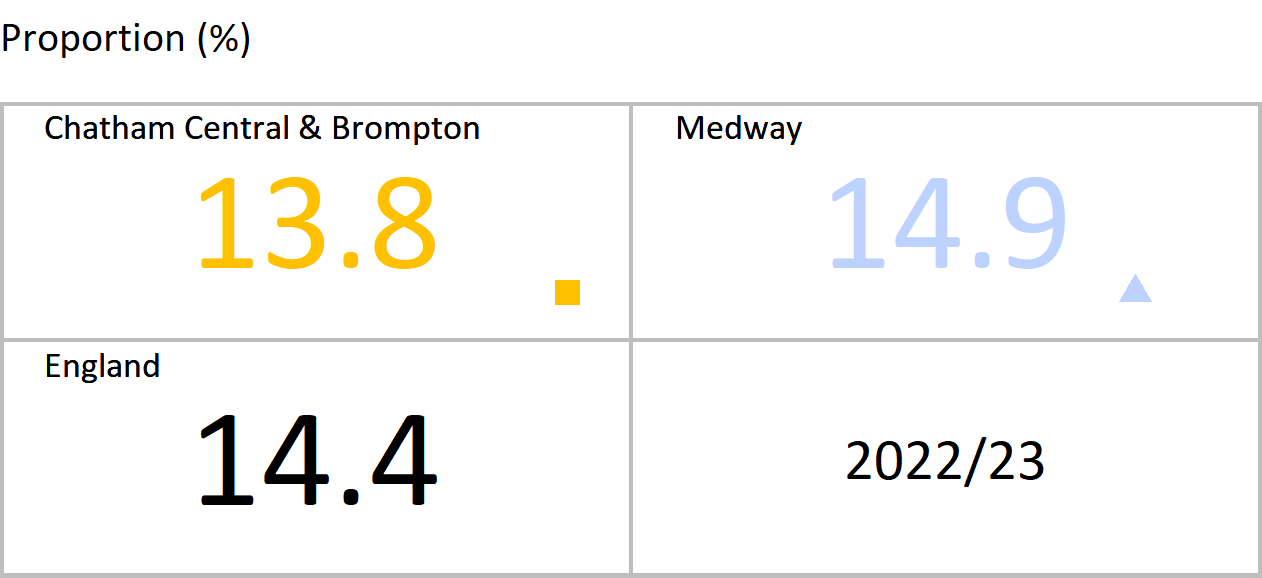 Proportion (%)
Chatham Central & Brompton
13.8
Medway
14.9
England
14.4
2022/23